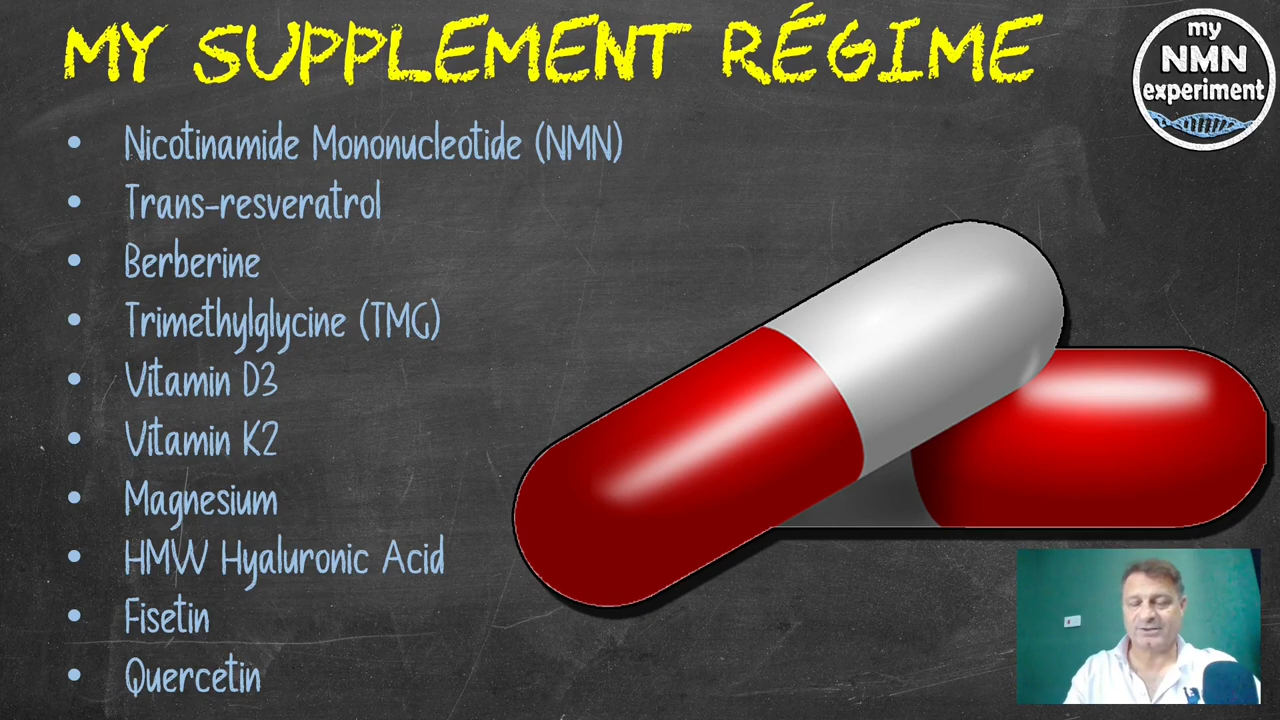 MY SUPPLEMENT RÉGIME
my
NMN
experiment
• Nicotinamide Mononucleotide (NMN)
• Trans-resveratrol
• Berberine
• Trimethylglycine (TMG)
• Vitamin D3
• Vitamin K2
• Magnesium
• HMW Hyaluronic Acid
• Fisetin
• Quercetin